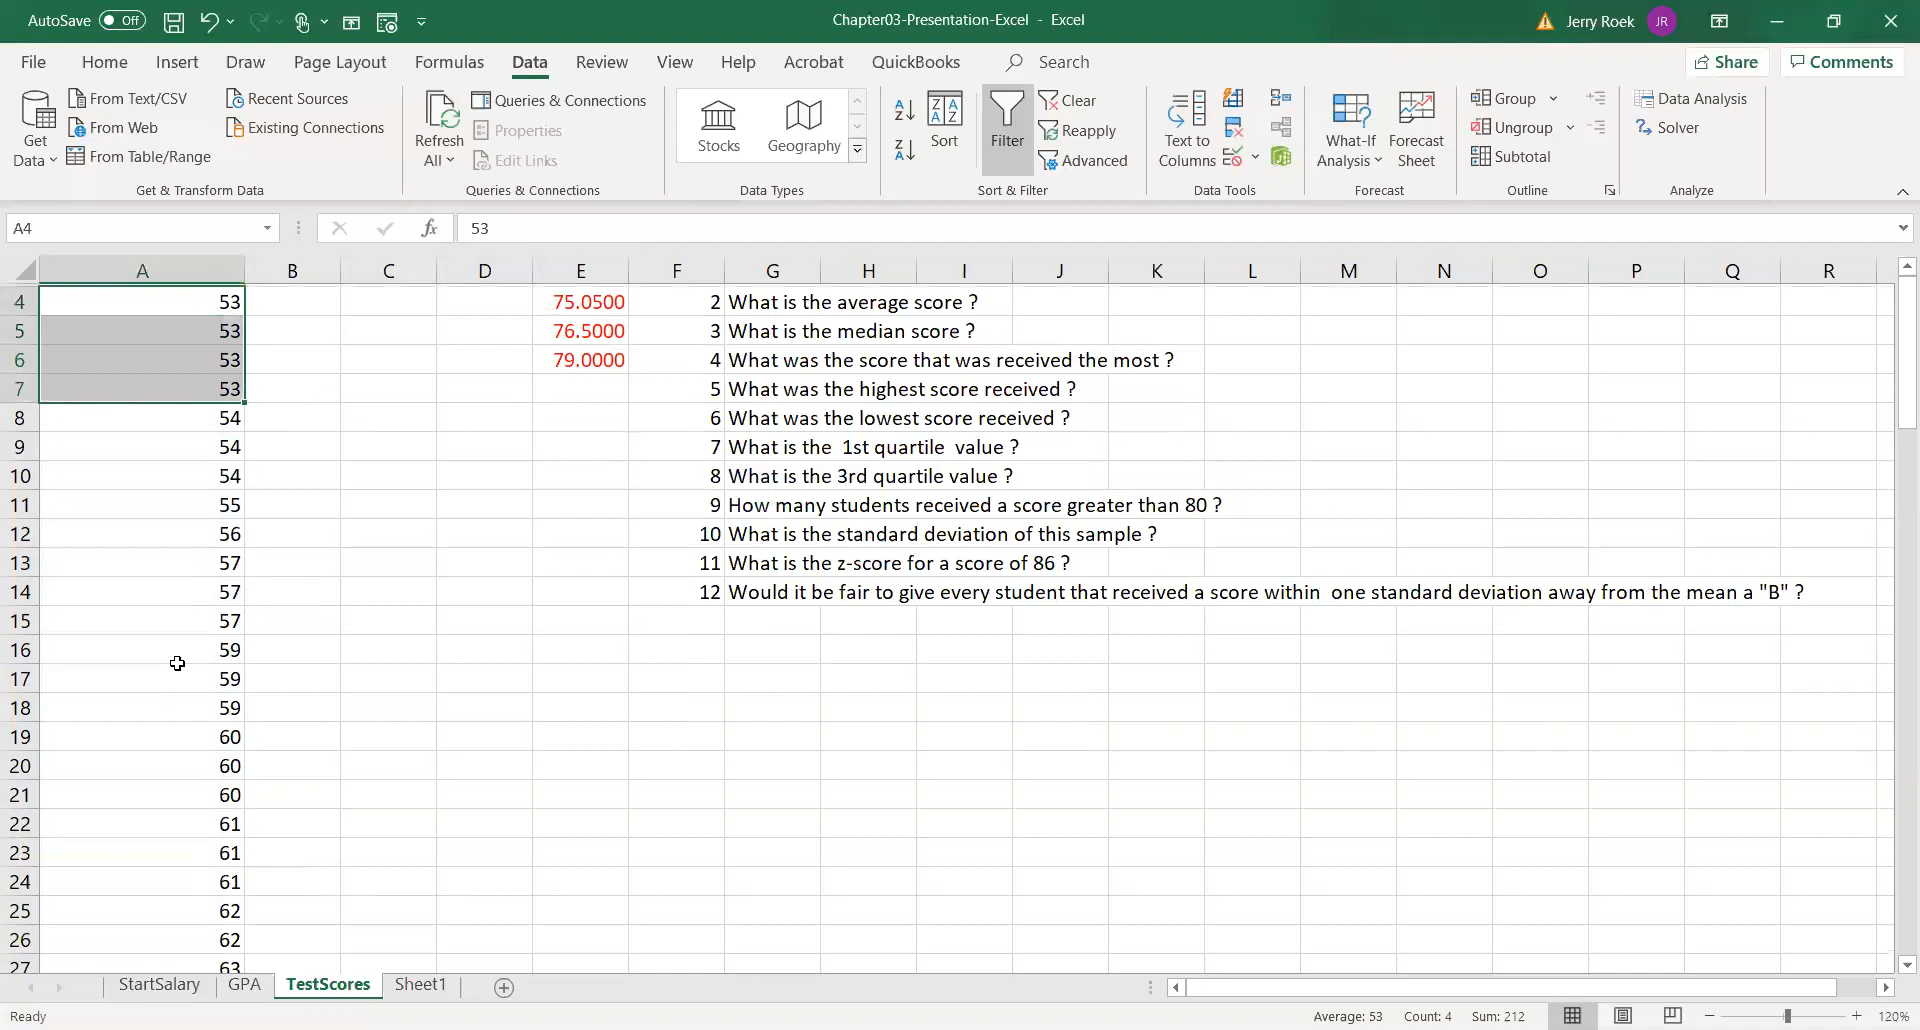 AutoSave Off
Chapter03-Presentation-Excel - Excel
Jerry Roek JR
File Home Insert Draw Page Layout Formulas Data Review View Help Acrobat QuickBooks Search Share Comments
Get Data
From Text/CSV
From Web
From Table/Range
Recent Sources
Existing Connections
Get & Transform Data
Refresh All
Queries & Connections
Properties
Edit Links
Queries & Connections
Stocks
Geography
Data Types
Sort
Filter
Clear
Reapply
Advanced
Sort & Filter
Text to Columns
Data Tools
What-If Analysis
Forecast Sheet
Forecast
Group
Ungroup
Subtotal
Outline
Data Analysis
Solver
Analyze
A4 fx 53
A B C D E F G H I J K L M N O P Q R
4 53 75.0500 2 What is the average score ?
5 53 76.5000 3 What is the median score ?
6 53 79.0000 4 What was the score that was received the most ?
7 53 5 What was the highest score received ?
8 54 6 What was the lowest score received ?
9 54 7 What is the 1st quartile value ?
10 54 8 What is the 3rd quartile value ?
11 55 9 How many students received a score greater than 80 ?
12 56 10 What is the standard deviation of this sample ?
13 57 11 What is the z-score for a score of 86 ?
14 57 12 Would it be fair to give every student that received a score within one standard deviation away from the mean a "B" ?
15 57
16 59
17 59
18 59
19 60
20 60
21 60
22 61
23 61
24 61
25 62
26 62
27 63
StartSalary GPA TestScores Sheet1
Ready Average: 53 Count: 4 Sum: 212 120%